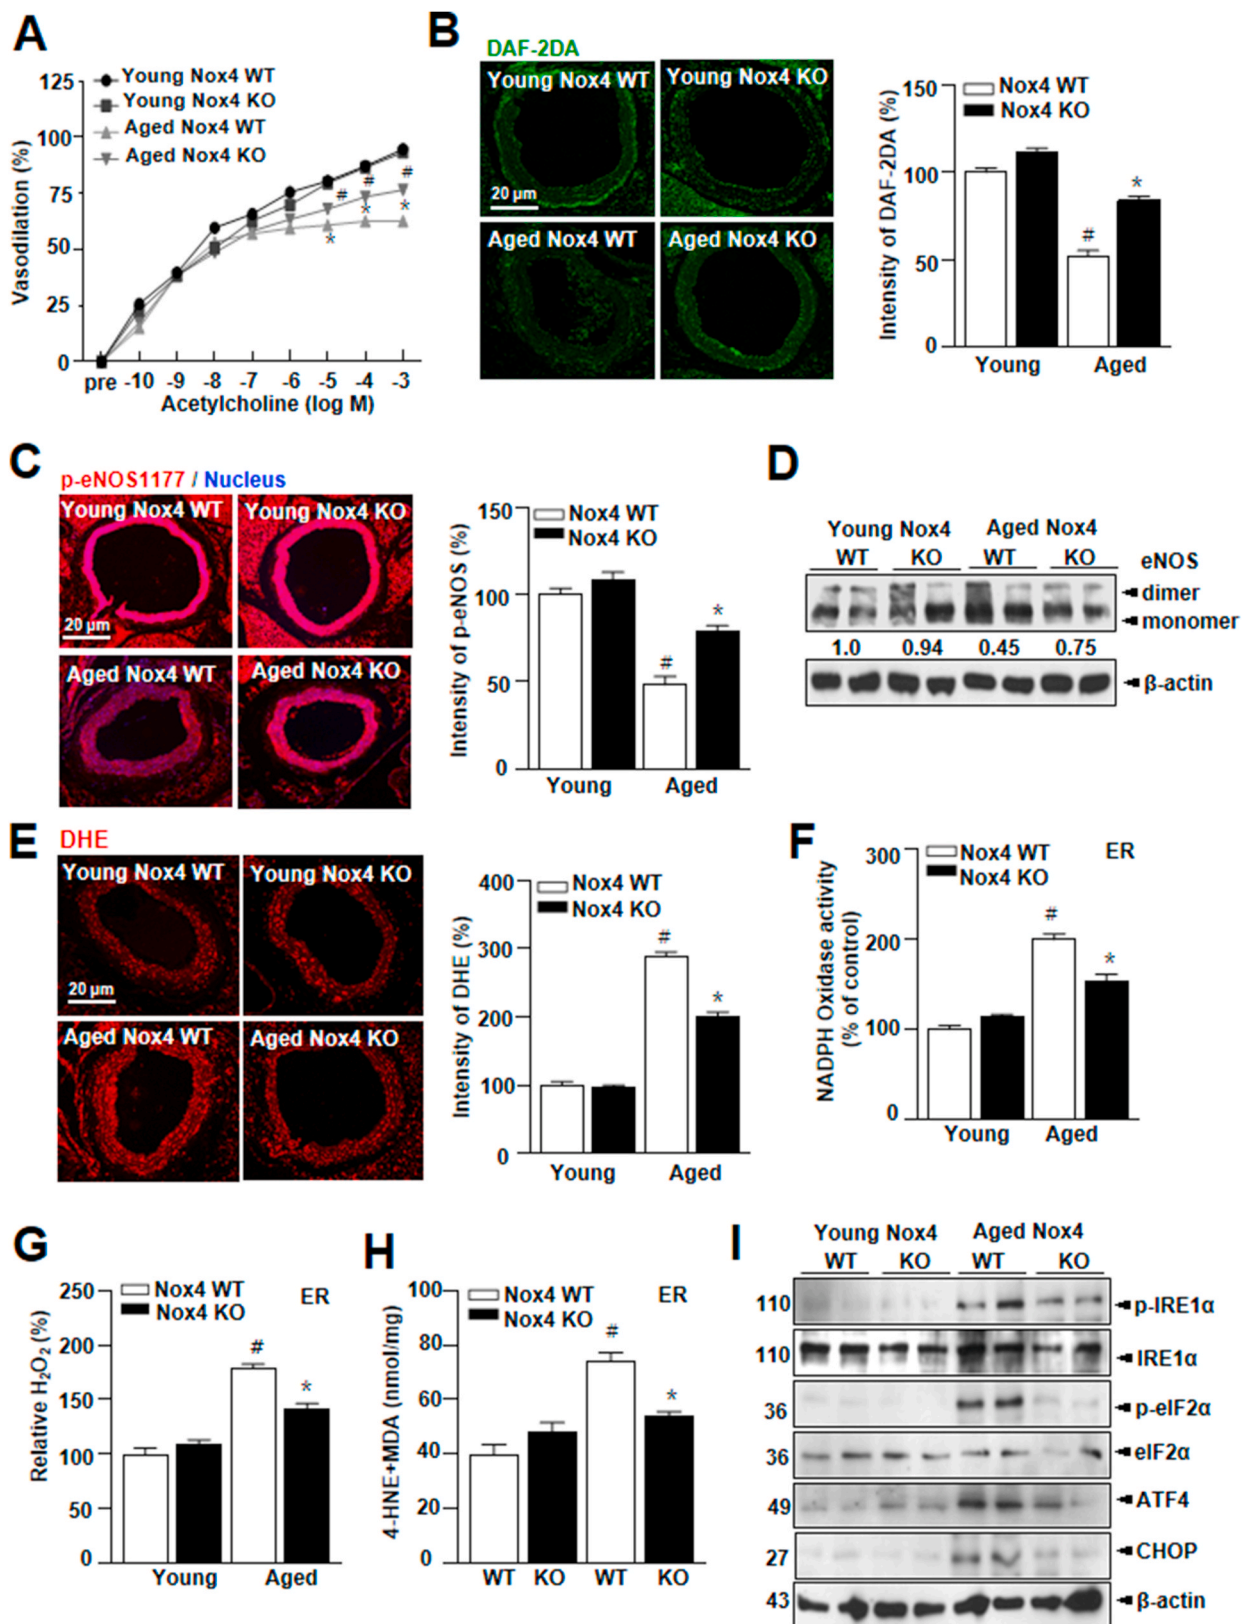 A
Young Nox4 WT
Young Nox4 KO
Aged Nox4 WT
Aged Nox4 KO
Vasodilation (%)
125
100
75
50
25
0
# # #
* * *
pre -10 -9 -8 -7 -6 -5 -4 -3
Acetylcholine (log M)
B
DAF-2DA
Young Nox4 WT
Young Nox4 KO
20 µm
Aged Nox4 WT
Aged Nox4 KO
Intensity of DAF-2DA (%)
150
100
50
0
Nox4 WT
Nox4 KO
#
*
Young Aged
C
p-eNOS1177 / Nucleus
Young Nox4 WT
Young Nox4 KO
20 µm
Aged Nox4 WT
Aged Nox4 KO
Intensity of p-eNOS (%)
150
100
50
0
Nox4 WT
Nox4 KO
#
*
Young Aged
D
Young Nox4 Aged Nox4
WT KO WT KO eNOS
dimer
monomer
1.0 0.94 0.45 0.75
β-actin
E
DHE
Young Nox4 WT
Young Nox4 KO
20 µm
Aged Nox4 WT
Aged Nox4 KO
Intensity of DHE (%)
400
300
200
100
0
Nox4 WT
Nox4 KO
#
*
Young Aged
F
NADPH Oxidase activity
(% of control)
300
200
100
0
Nox4 WT
Nox4 KO
ER
#
*
Young Aged
G
Relative H₂O₂ (%)
250
200
150
100
50
0
Nox4 WT
Nox4 KO
ER
#
*
Young Aged
H
4-HNE+MDA (nmol/mg)
100
80
60
40
20
0
Nox4 WT
Nox4 KO
ER
#
*
WT KO WT KO
I
Young Nox4 Aged Nox4
WT KO WT KO
110 p-IRE1α
110 IRE1α
36 p-eIF2α
36 eIF2α
49 ATF4
27 CHOP
43 β-actin